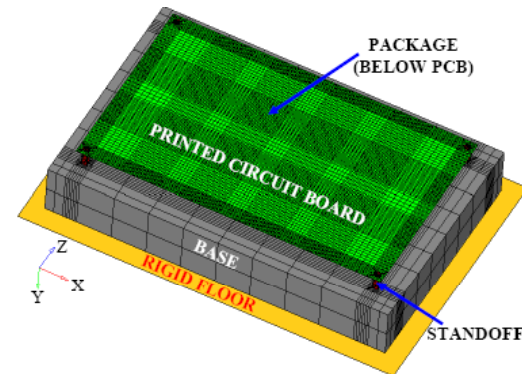 PACKAGE
(BELOW PCB)
PRINTED CIRCUIT BOARD
BASE
RIGID FLOOR
Z
X
Y
STANDOFF